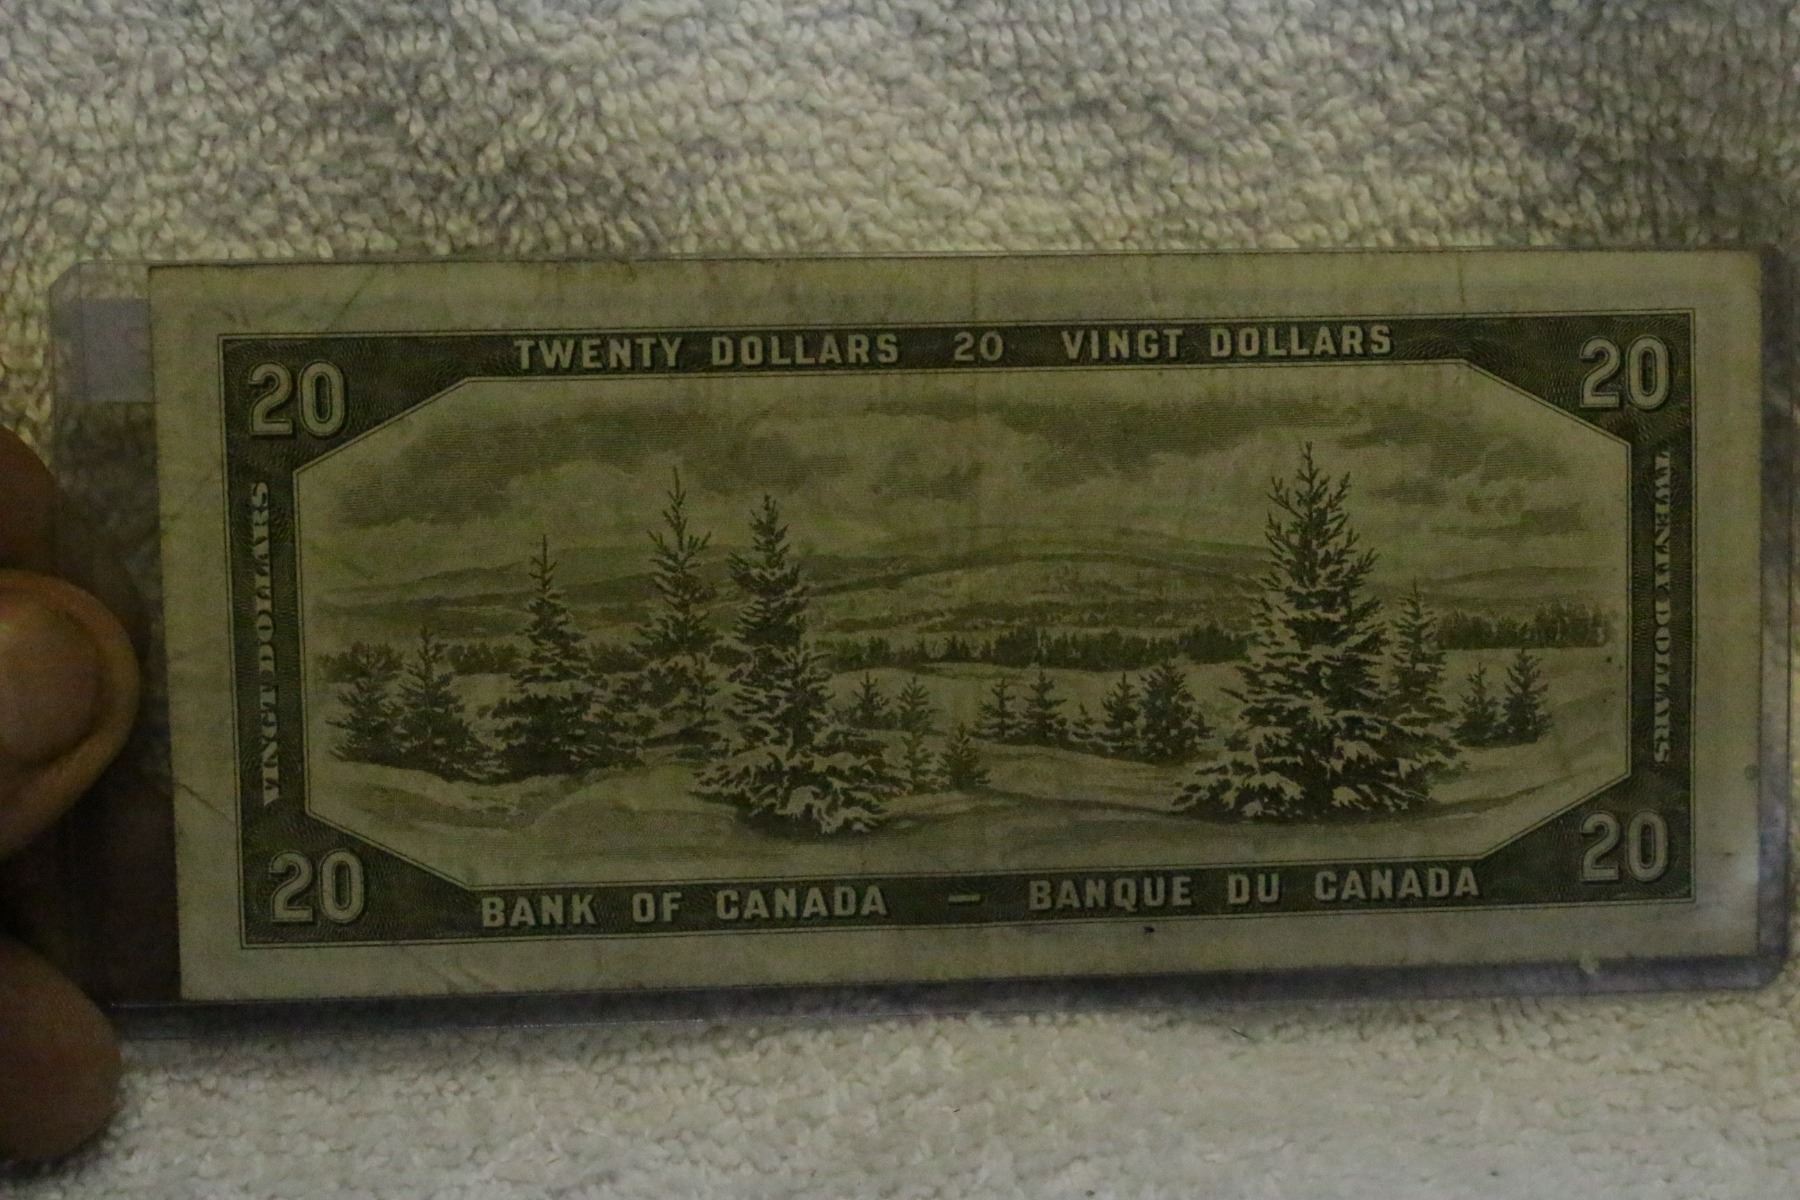 TWENTY DOLLARS 20 VINGT DOLLARS
20
20
VINGT DOLLARS
TWENTY DOLLARS
20
20
BANK OF CANADA — BANQUE DU CANADA